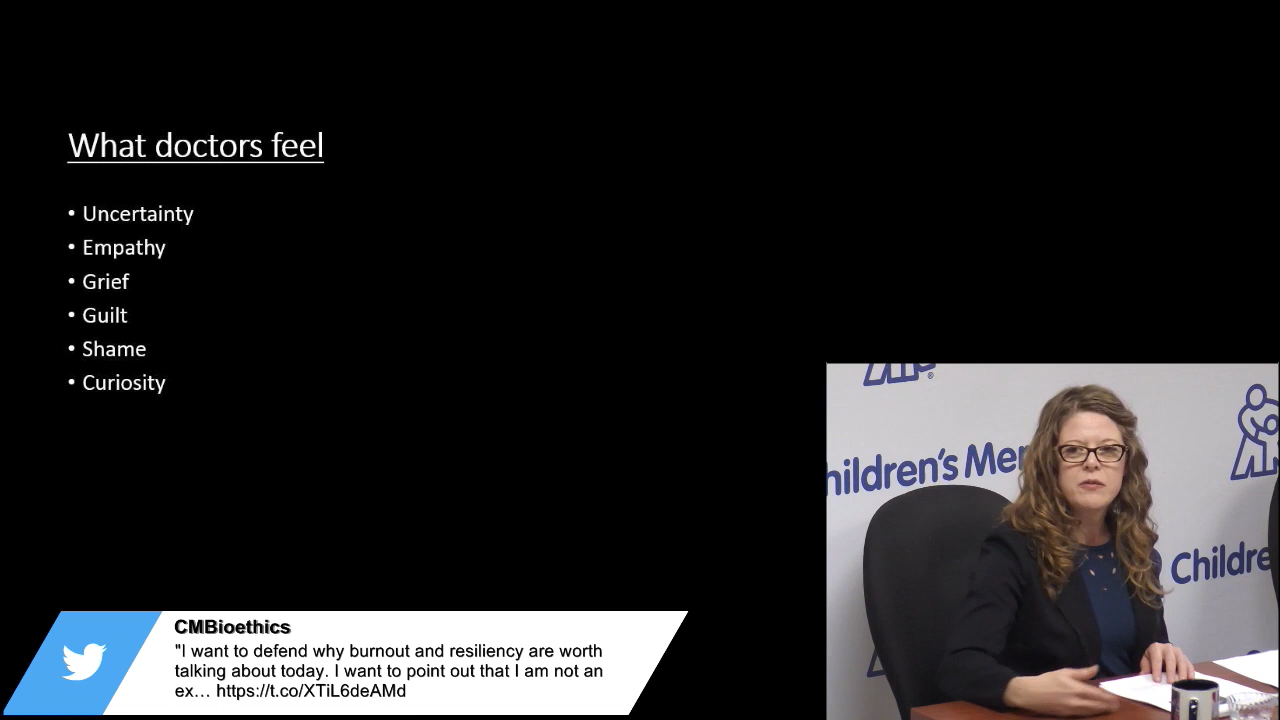 What doctors feel
• Uncertainty
• Empathy
• Grief
• Guilt
• Shame
• Curiosity
®
hildren's Mer
Childre
CMBioethics
"I want to defend why burnout and resiliency are worth
talking about today. I want to point out that I am not an
ex... https://t.co/XTiL6deAMd